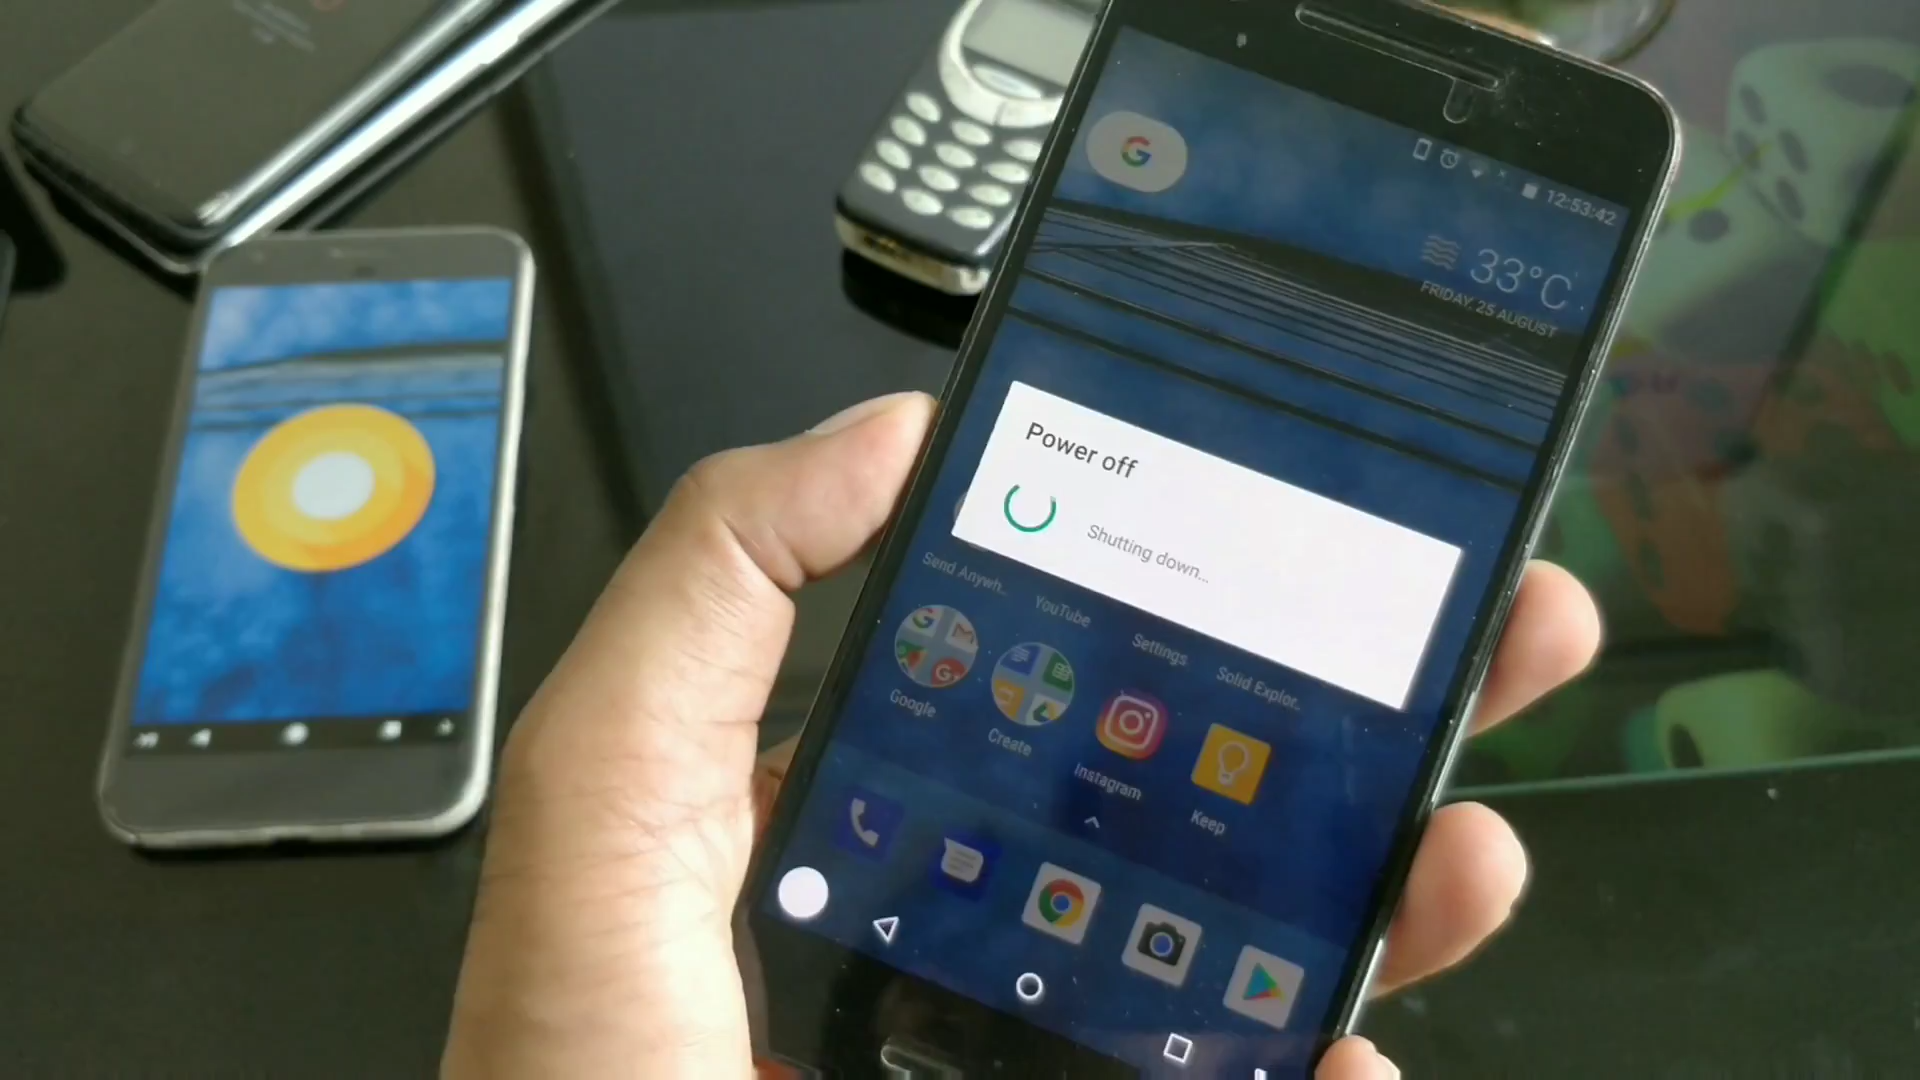 12:53:42
33°C
FRIDAY, 25 AUGUST
Power off
Shutting down...
Send Anywh..
YouTube
Settings
Solid Explor..
Google
Create
Instagram
Keep